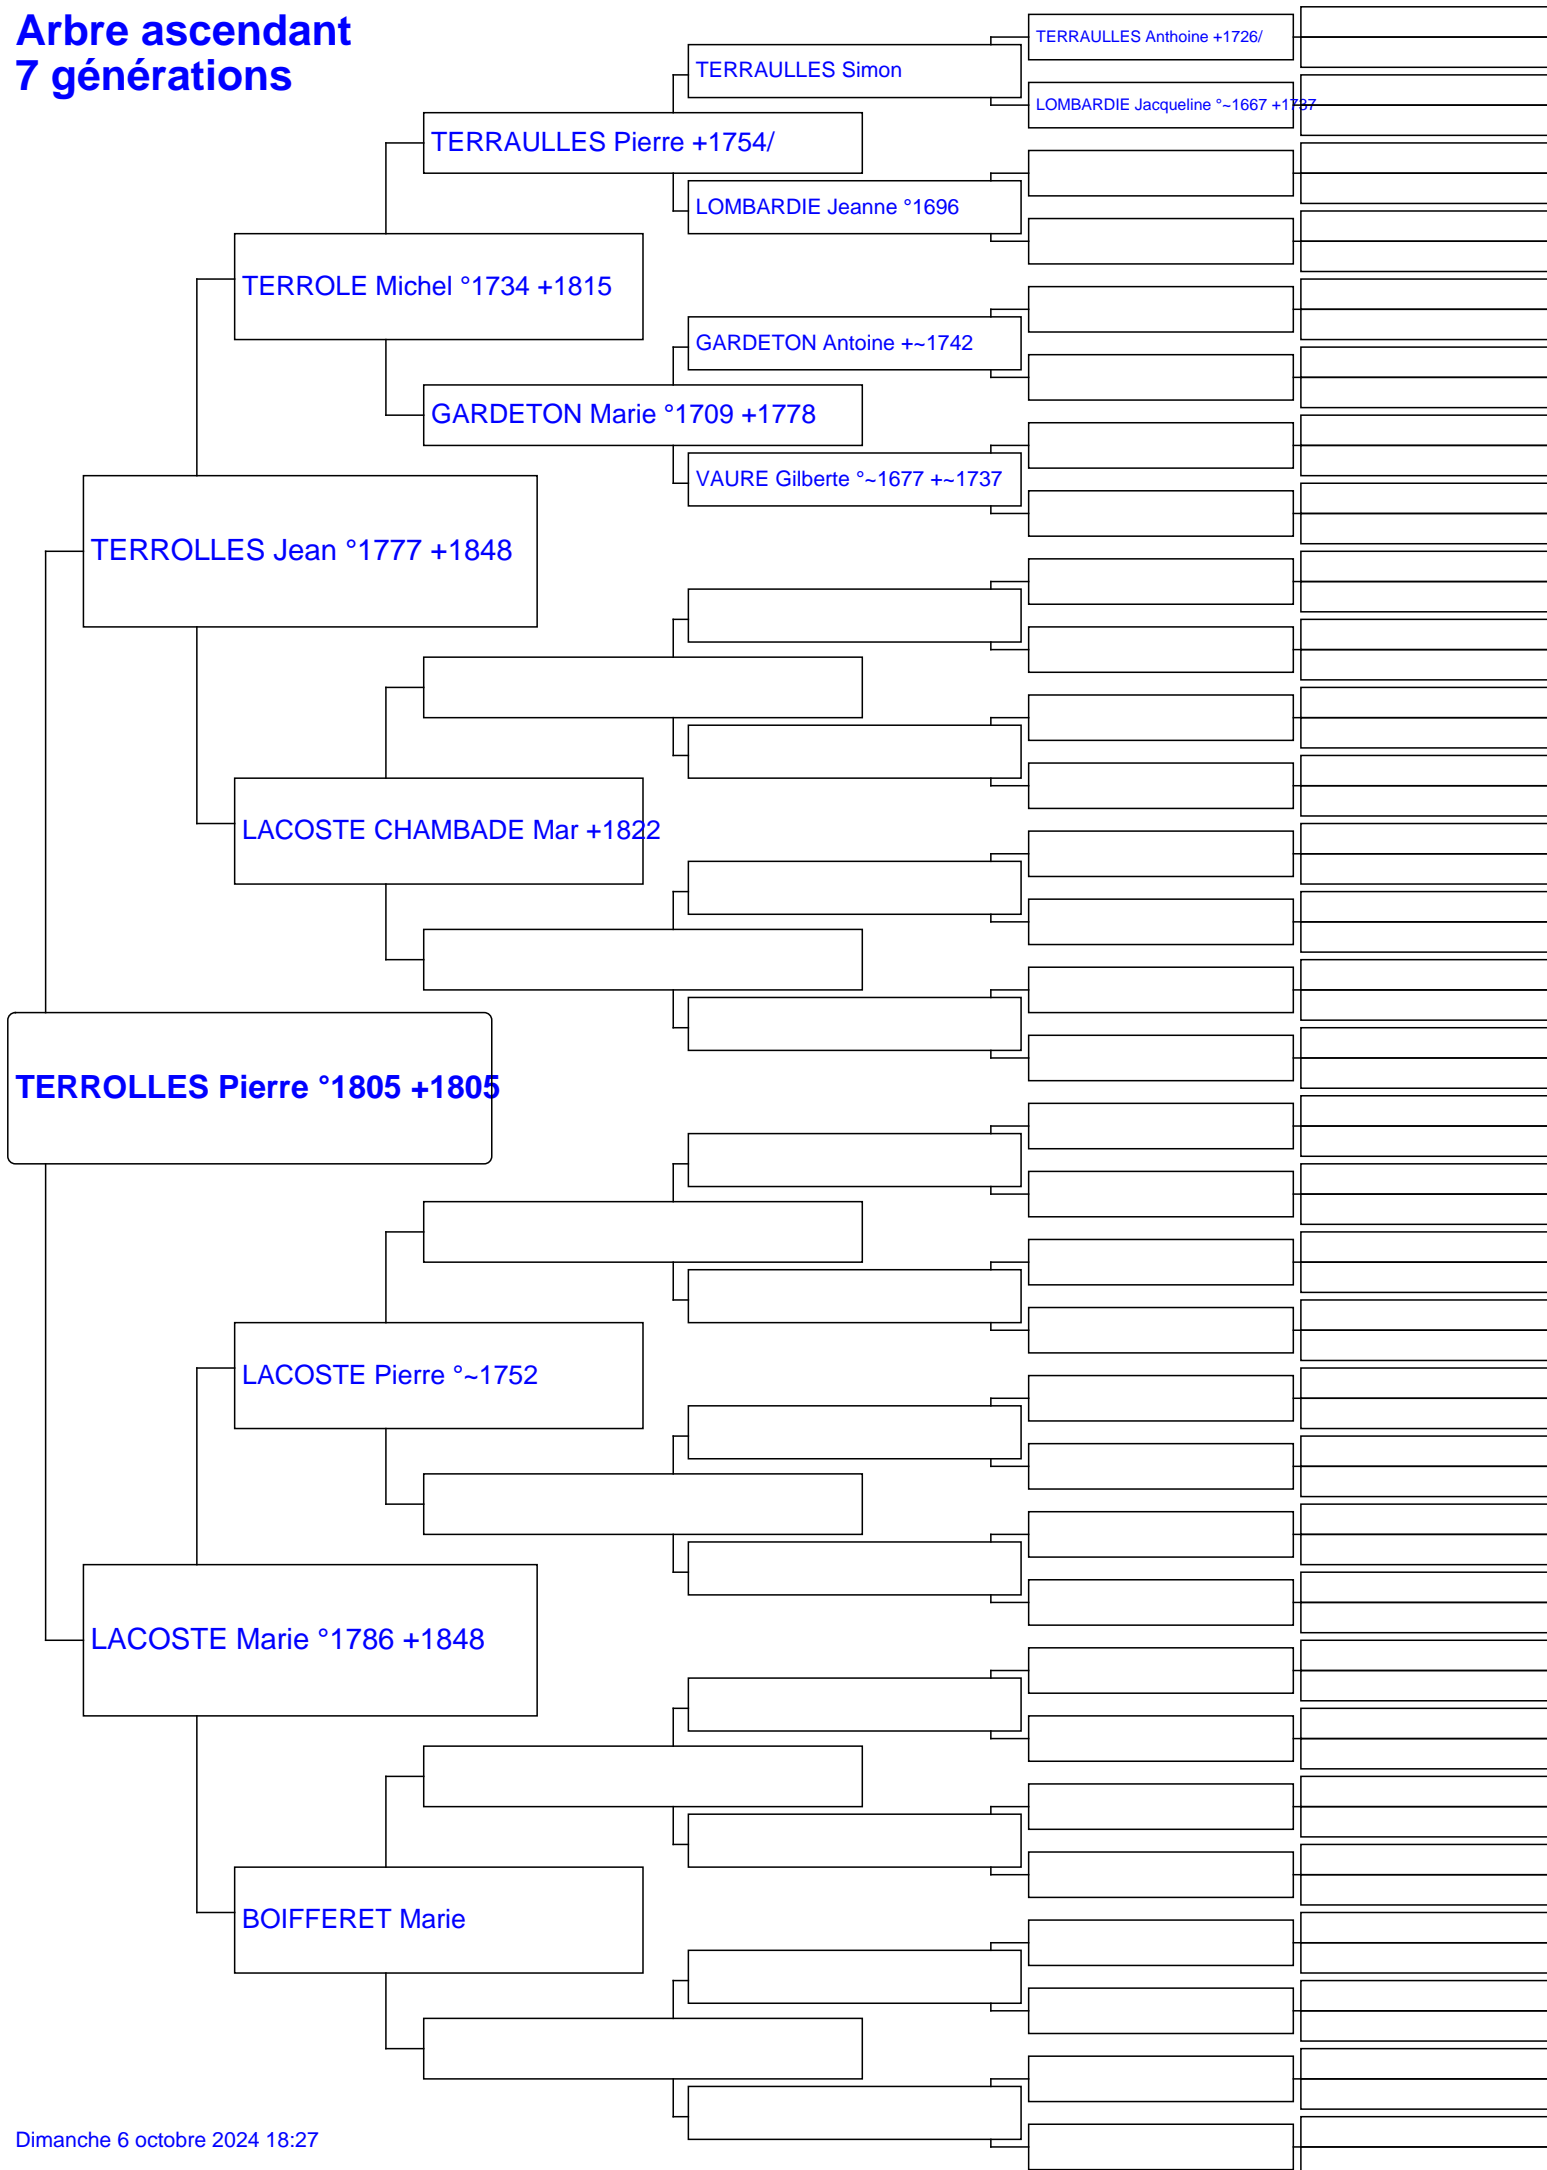 Arbre ascendant
7 générations
TERRAULLES Anthoine +1726/
TERRAULLES Simon
LOMBARDIE Jacqueline °~1667 +1737
TERRAULLES Pierre +1754/
LOMBARDIE Jeanne °1696
TERROLE Michel °1734 +1815
GARDETON Antoine +~1742
GARDETON Marie °1709 +1778
VAURE Gilberte °~1677 +~1737
TERROLLES Jean °1777 +1848
LACOSTE CHAMBADE Mar +1822
TERROLLES Pierre °1805 +1805
LACOSTE Pierre °~1752
LACOSTE Marie °1786 +1848
BOIFFERET Marie
Dimanche 6 octobre 2024 18:27